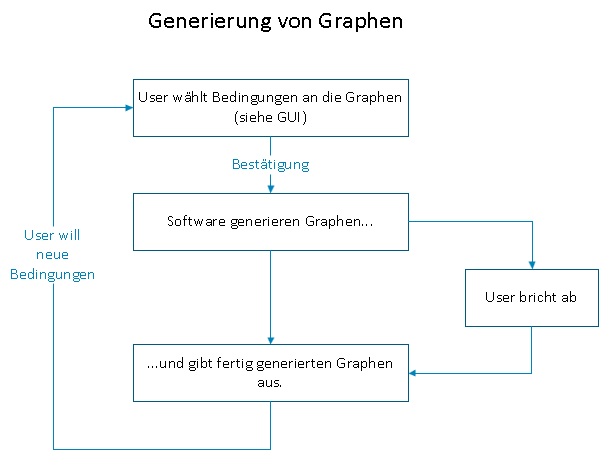 Generierung von Graphen
User wählt Bedingungen an die Graphen
(siehe GUI)
Bestätigung
Software generieren Graphen...
User will
neue
Bedingungen
User bricht ab
...und gibt fertig generierten Graphen
aus.